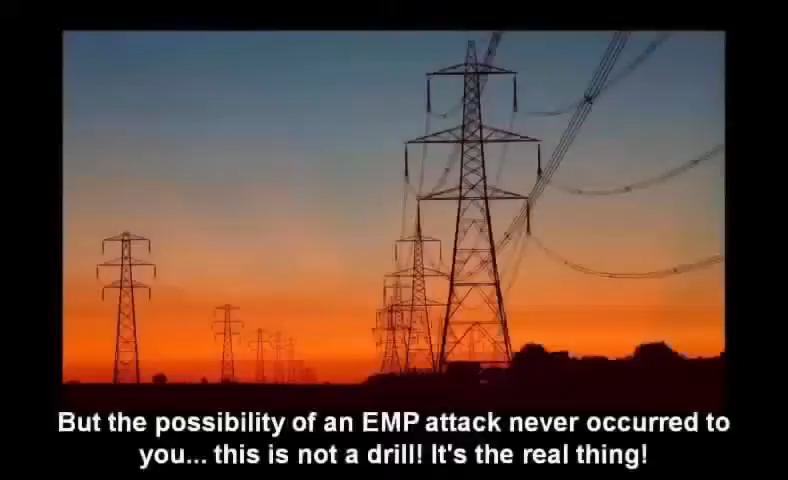 But the possibility of an EMP attack never occurred to
you... this is not a drill! It's the real thing!